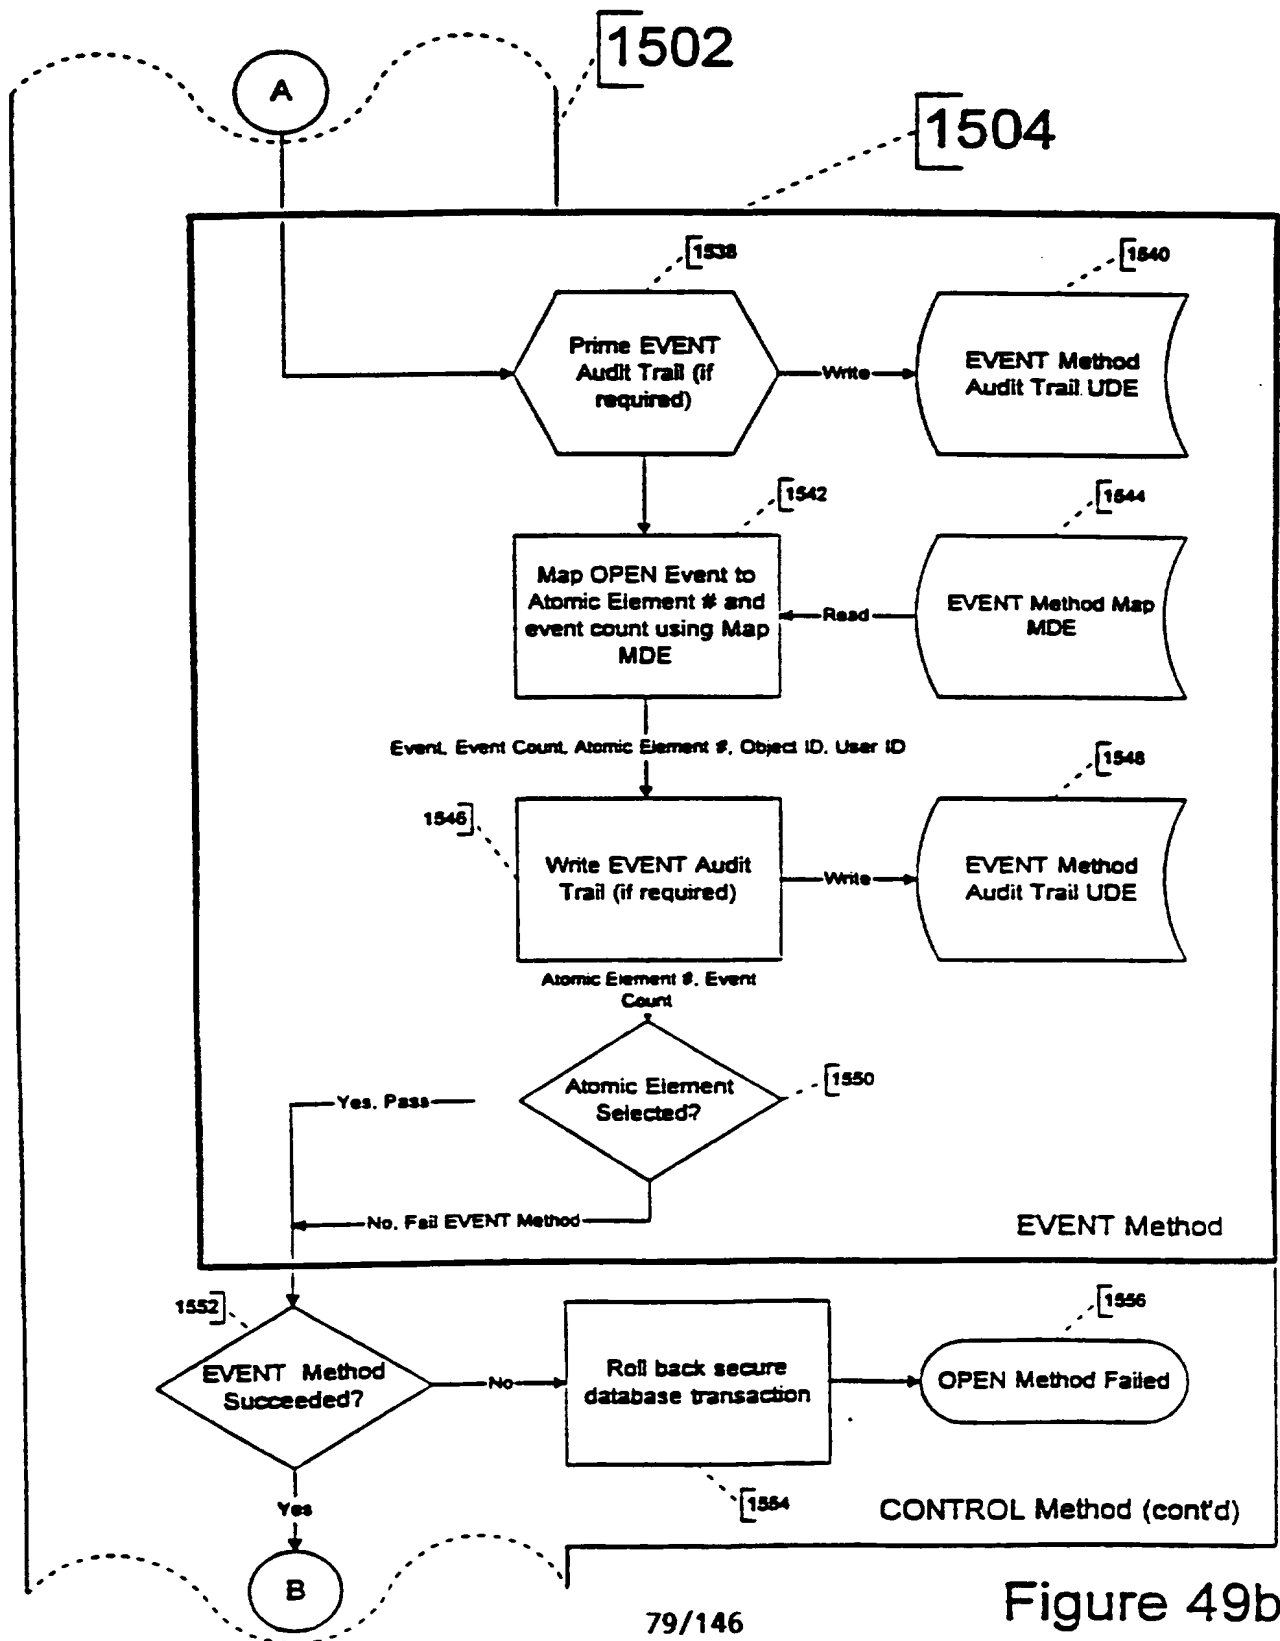 1502
A
1504
1538
1540
Prime EVENT
Audit Trail (if
required)
Write
EVENT Method
Audit Trail UDE
1542
1544
Map OPEN Event to
Atomic Element # and
event count using Map
MDE
Read
EVENT Method Map
MDE
Event, Event Count, Atomic Element #, Object ID, User ID
1548
1546
Write EVENT Audit
Trail (if required)
Write
EVENT Method
Audit Trail UDE
Atomic Element #, Event
Count
1550
Atomic Element
Selected?
Yes, Pass
No, Fail EVENT Method
EVENT Method
1552
1556
EVENT Method
Succeeded?
No
Roll back secure
database transaction
OPEN Method Failed
1554
Yes
CONTROL Method (cont'd)
B
Figure 49b
79/146